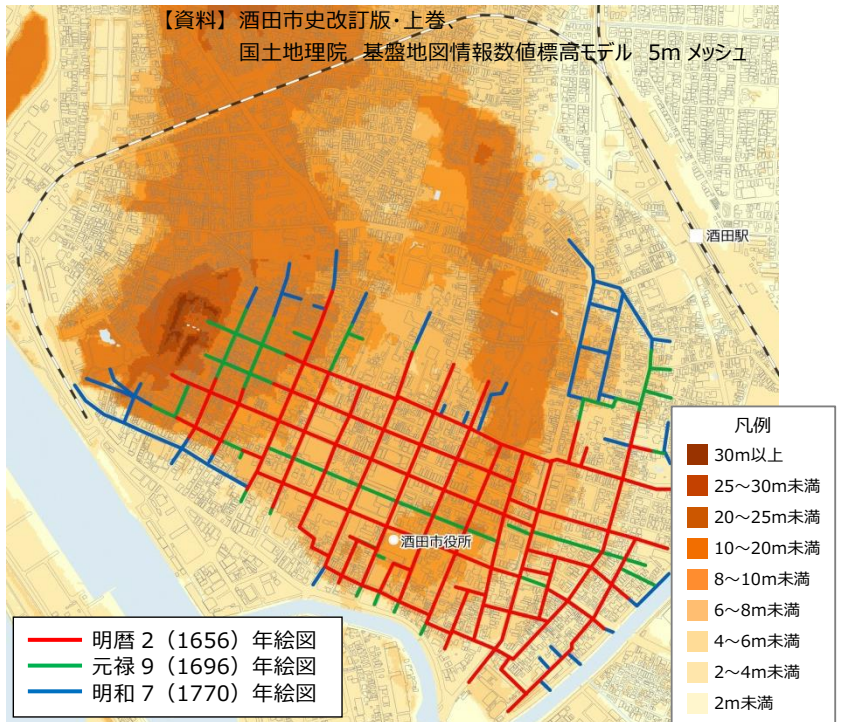 【資料】酒田市史改訂版・上巻、
国土地理院 基盤地図情報数値標高モデル 5m メッシュ
酒田駅
酒田市役所
凡例
30m以上
25～30m未満
20～25m未満
10～20m未満
8～10m未満
6～8m未満
4～6m未満
2～4m未満
2m未満
明暦 2（1656）年絵図
元禄 9（1696）年絵図
明和 7（1770）年絵図